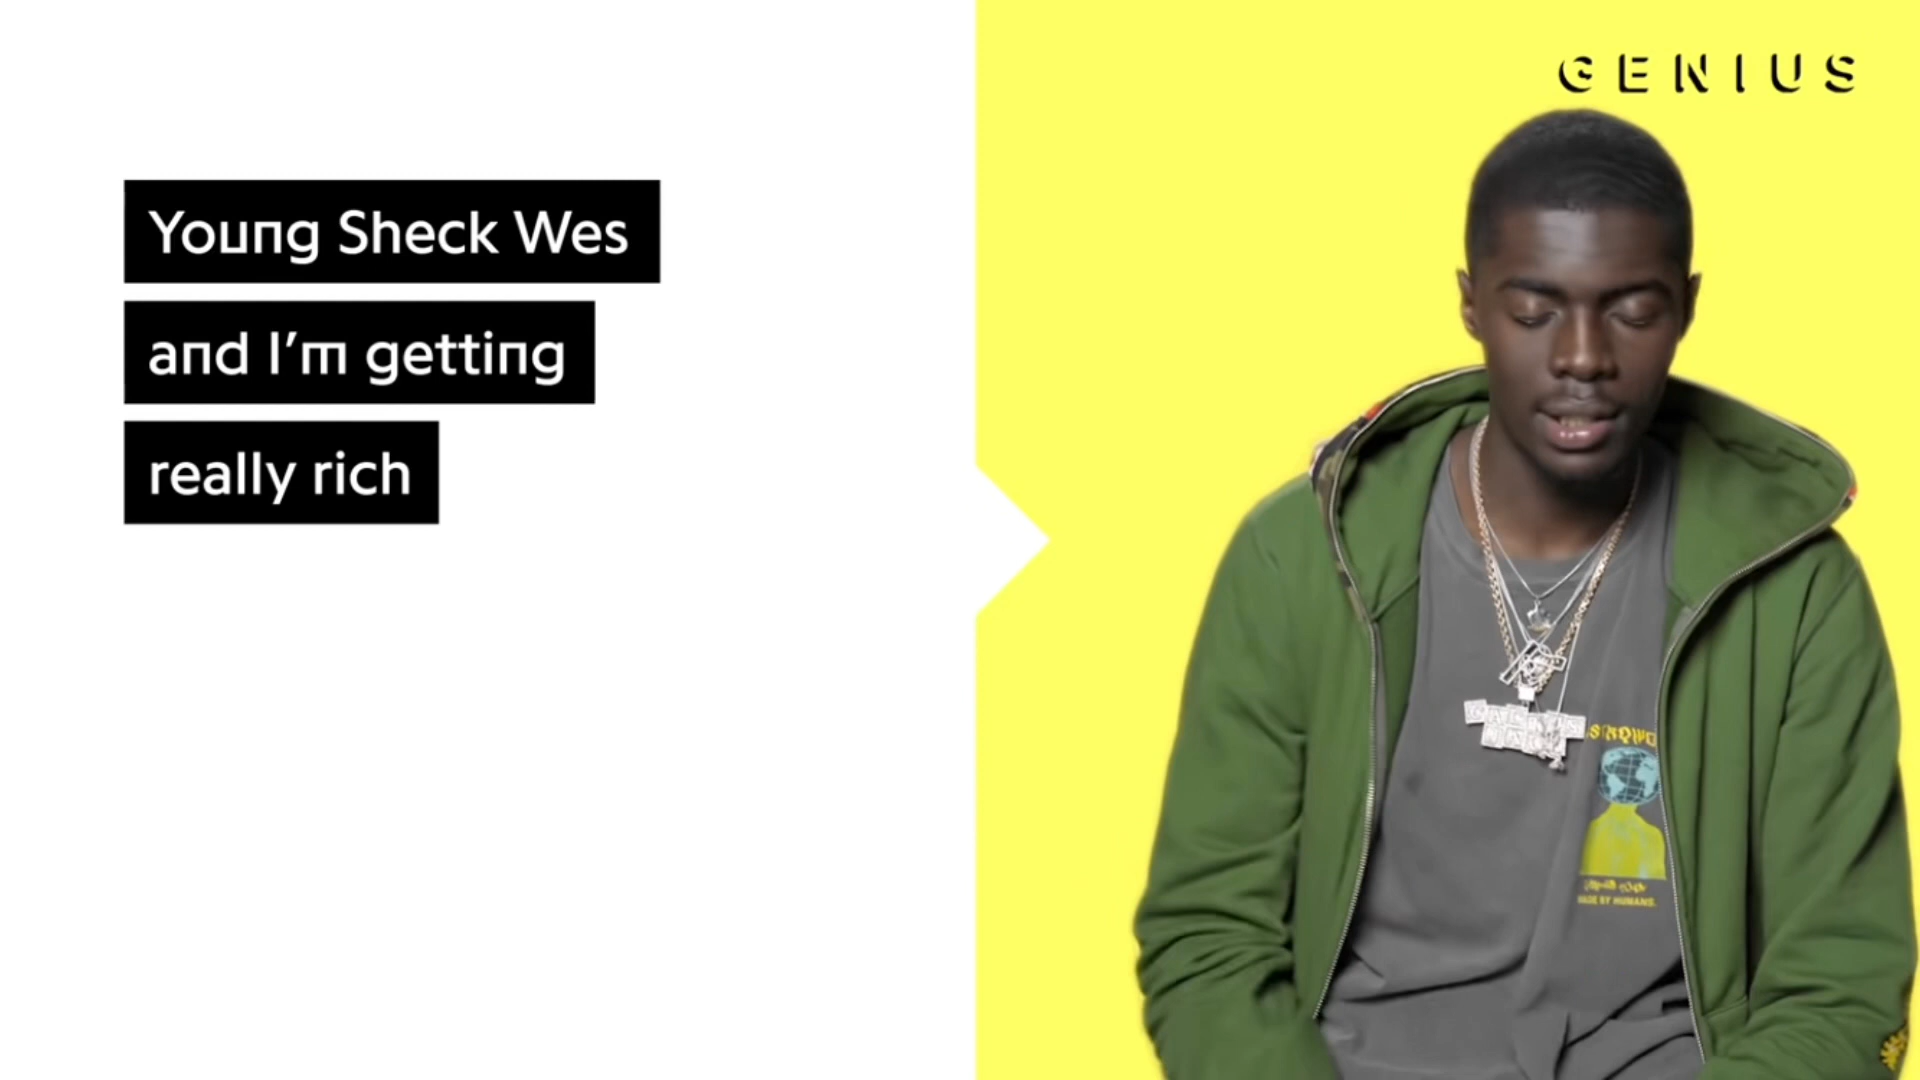 GENIUS
Young Sheck Wes
and I’m getting
really rich
MADE BY HUMANS.